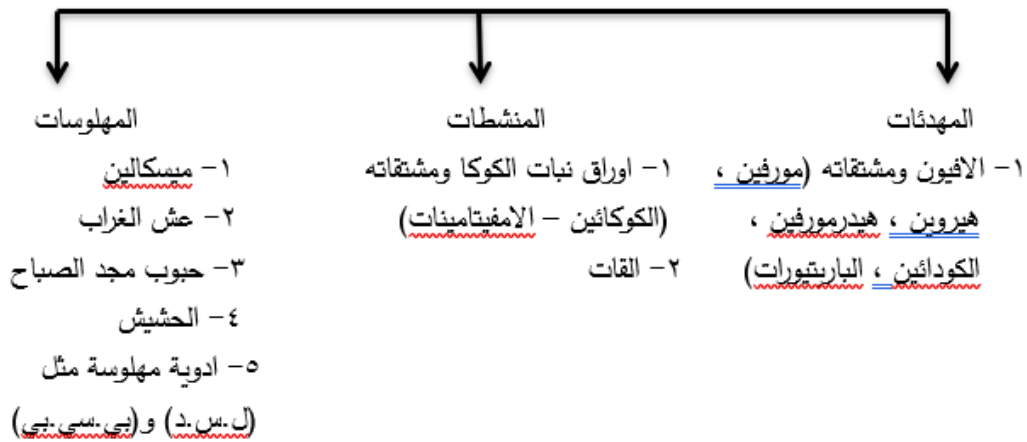 المهدئات
١- الافيون ومشتقاته (مورفين ،
هيروين ، هيدرمورفين ،
الكودائين ، الباربتيورات)
المنشطات
١- اوراق نبات الكوكا ومشتقاته
(الكوكائين – الامفيتامينات)
٢- القات
المهلوسات
١- ميسكالين
٢- عش الغراب
٣- حبوب مجد الصباح
٤- الحشيش
٥- ادوية مهلوسة مثل
(ل.س.د) و(بي.سي.بي)